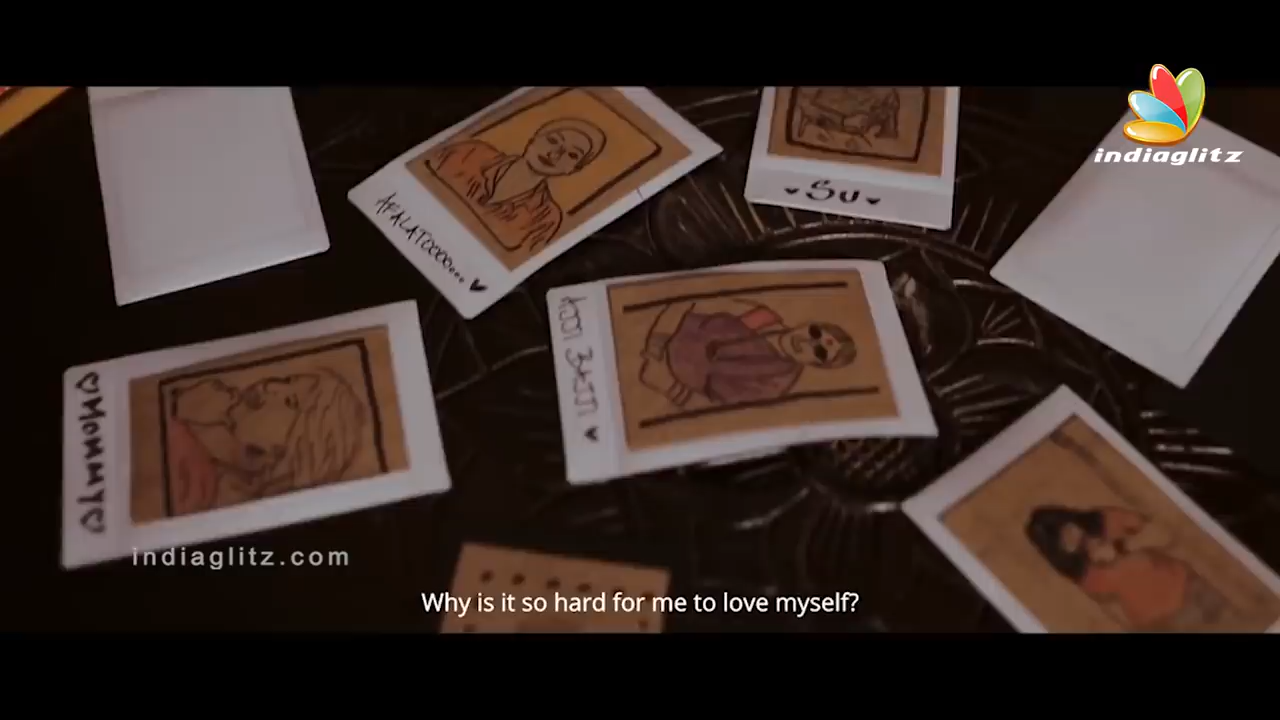 indiaglitz
AFALATOOOO...
Su
MOMMY
indiaglitz.com
Why is it so hard for me to love myself?